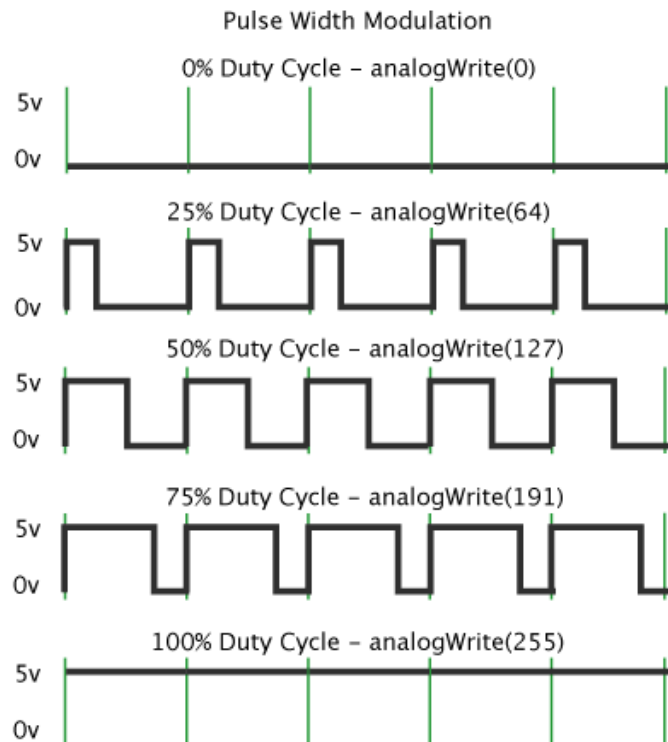 Pulse Width Modulation
0% Duty Cycle – analogWrite(0)
5v
0v
25% Duty Cycle – analogWrite(64)
5v
0v
50% Duty Cycle – analogWrite(127)
5v
0v
75% Duty Cycle – analogWrite(191)
5v
0v
100% Duty Cycle – analogWrite(255)
5v
0v